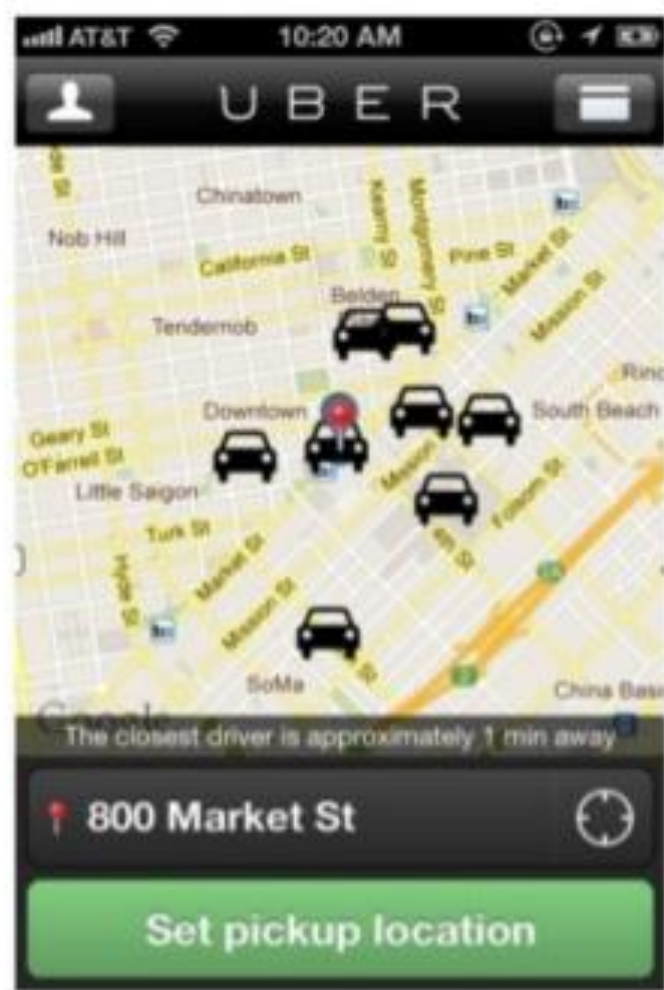 AT&T 10:20 AM
UBER
Chinatown
Nob Hill
Kearny St
Montgomery St
California St
Pine St
Market St
Mission St
Belden
Tendernob
Downtown
South Beach
Geary St
O'Farrell St
Little Saigon
Mission
Folsom St
4th St
Turk St
Hyde St
Market St
Mission St
SoMa
China Basi
Google
The closest driver is approximately 1 min away
800 Market St
Set pickup location